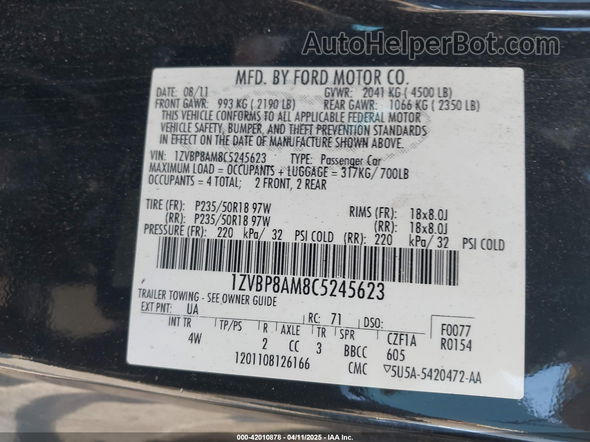 AutoHelperBot.com
MFD. BY FORD MOTOR CO.
DATE: 08/11 GVWR: 2041 KG ( 4500 LB)
FRONT GAWR: 993 KG ( 2190 LB) REAR GAWR: 1066 KG ( 2350 LB)
THIS VEHICLE CONFORMS TO ALL APPLICABLE FEDERAL MOTOR
VEHICLE SAFETY, BUMPER, AND THEFT PREVENTION STANDARDS
IN EFFECT ON THE DATE OF MANUFACTURE SHOWN ABOVE.
VIN: 1ZVBP8AM8C5245623 TYPE: Passenger Car
MAXIMUM LOAD = OCCUPANTS + LUGGAGE = 317KG/ 700LB
OCCUPANTS = 4 TOTAL; 2 FRONT, 2 REAR
TIRE (FR): P235/50R18 97W RIMS (FR): 18x8.0J
(RR): P235/50R18 97W (RR): 18x8.0J
PRESSURE (FR): 220 kPa/ 32 PSI COLD (RR): 220 kPa/ 32 PSI COLD
1ZVBP8AM8C5245623
TRAILER TOWING - SEE OWNER GUIDE
EXT PNT: UA RC: 71 DSO: F0077
INT TR TP/PS R AXLE TR SPR CZF1A R0154
4W 2 CC 3 BBCC 605
1201108126166 CMC ▽5U5A-5420472-AA
000-42010878 - 04/11/2025 - IAA Inc.